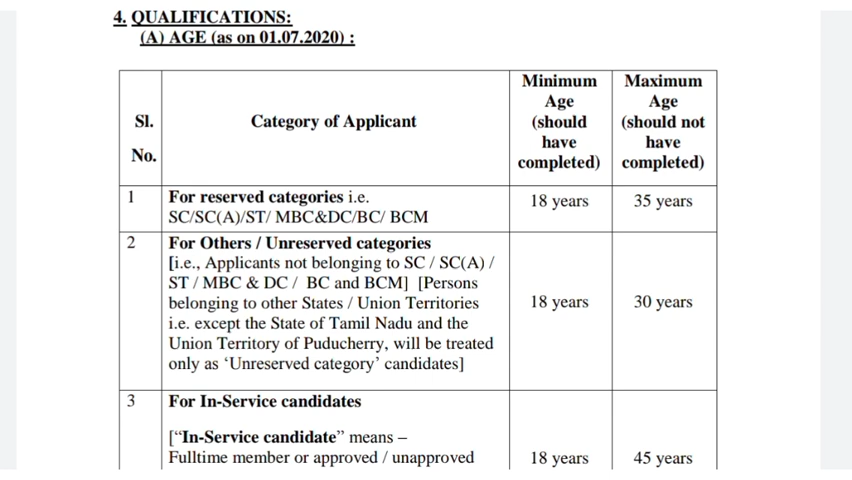 4. QUALIFICATIONS:
(A) AGE (as on 01.07.2020) :
Sl. No.
Category of Applicant
Minimum Age (should have completed)
Maximum Age (should not have completed)
1
For reserved categories i.e.
SC/SC(A)/ST/ MBC&DC/BC/ BCM
18 years
35 years
2
For Others / Unreserved categories
[i.e., Applicants not belonging to SC / SC(A) /
ST / MBC & DC / BC and BCM] [Persons
belonging to other States / Union Territories
i.e. except the State of Tamil Nadu and the
Union Territory of Puducherry, will be treated
only as ‘Unreserved category’ candidates]
18 years
30 years
3
For In-Service candidates
[“In-Service candidate” means –
Fulltime member or approved / unapproved
18 years
45 years